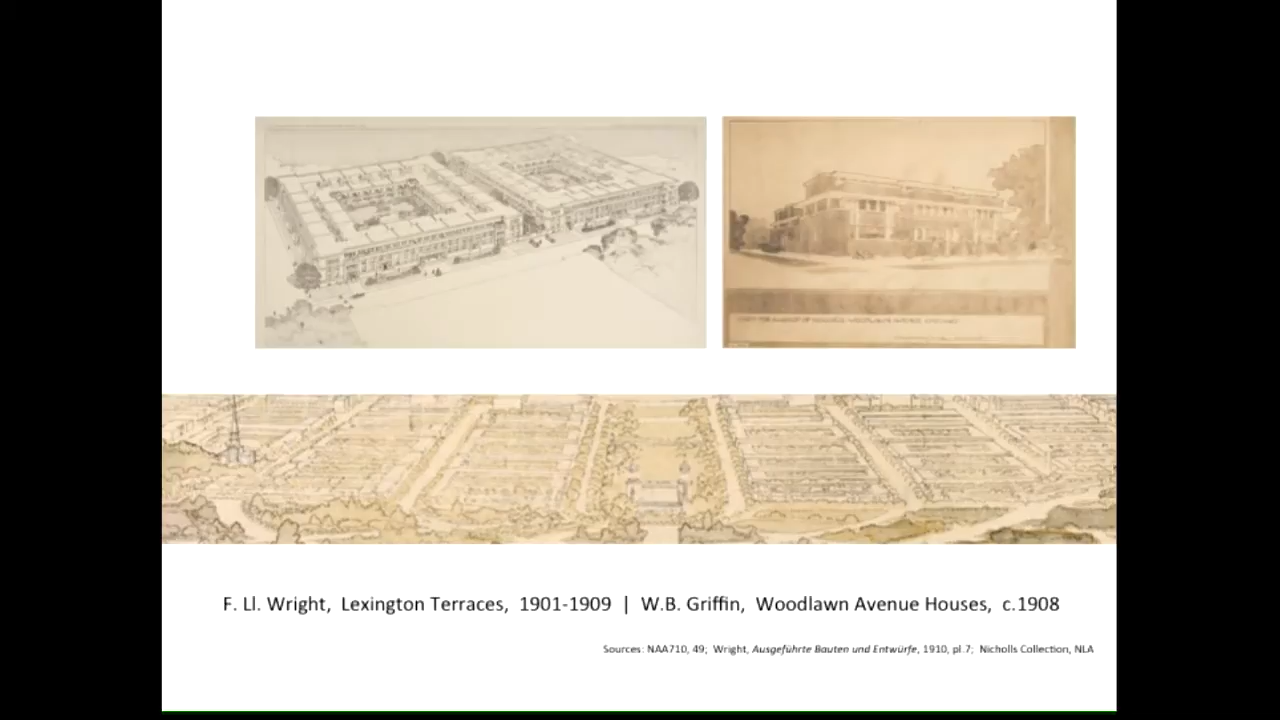 F. Ll. Wright, Lexington Terraces, 1901-1909 | W.B. Griffin, Woodlawn Avenue Houses, c.1908
Sources: NAA710, 49; Wright, Ausgeführte Bauten und Entwürfe, 1910, pl.7; Nicholls Collection, NLA